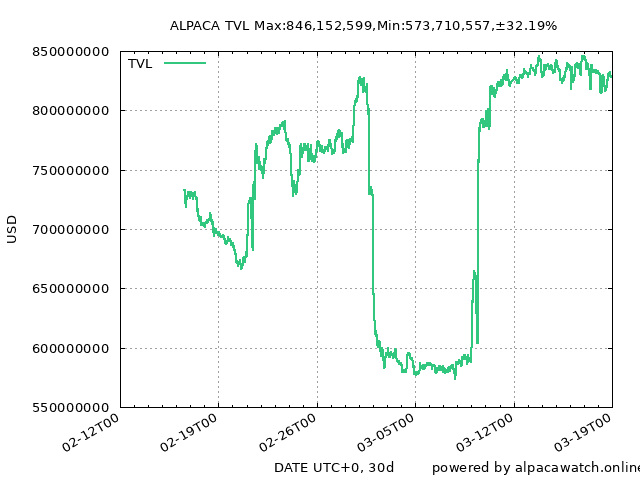 ALPACA TVL Max:846,152,599,Min:573,710,557,±32.19%
TVL
850000000
800000000
750000000
700000000
650000000
600000000
550000000
USD
02-12T00
02-19T00
02-26T00
03-05T00
03-12T00
03-19T00
DATE UTC+0, 30d
powered by alpacawatch.online